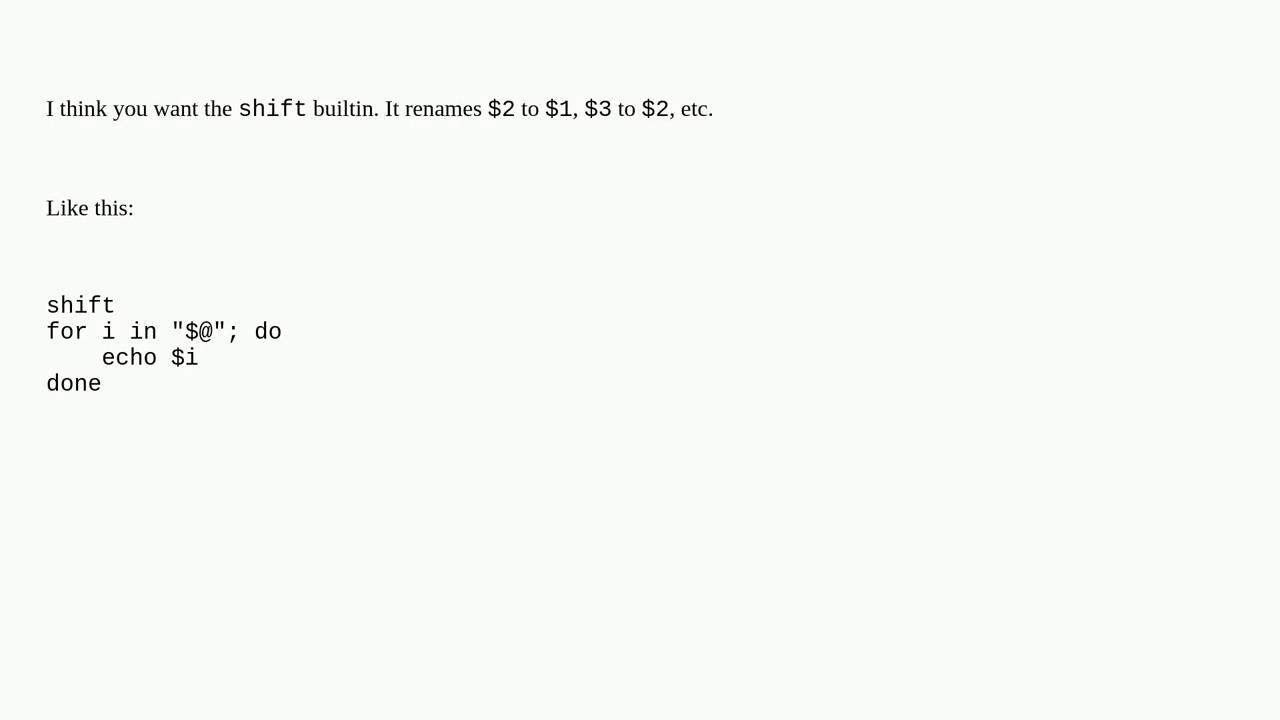 I think you want the shift builtin. It renames $2 to $1, $3 to $2, etc.
Like this:
shift
for i in "$@"; do
    echo $i
done